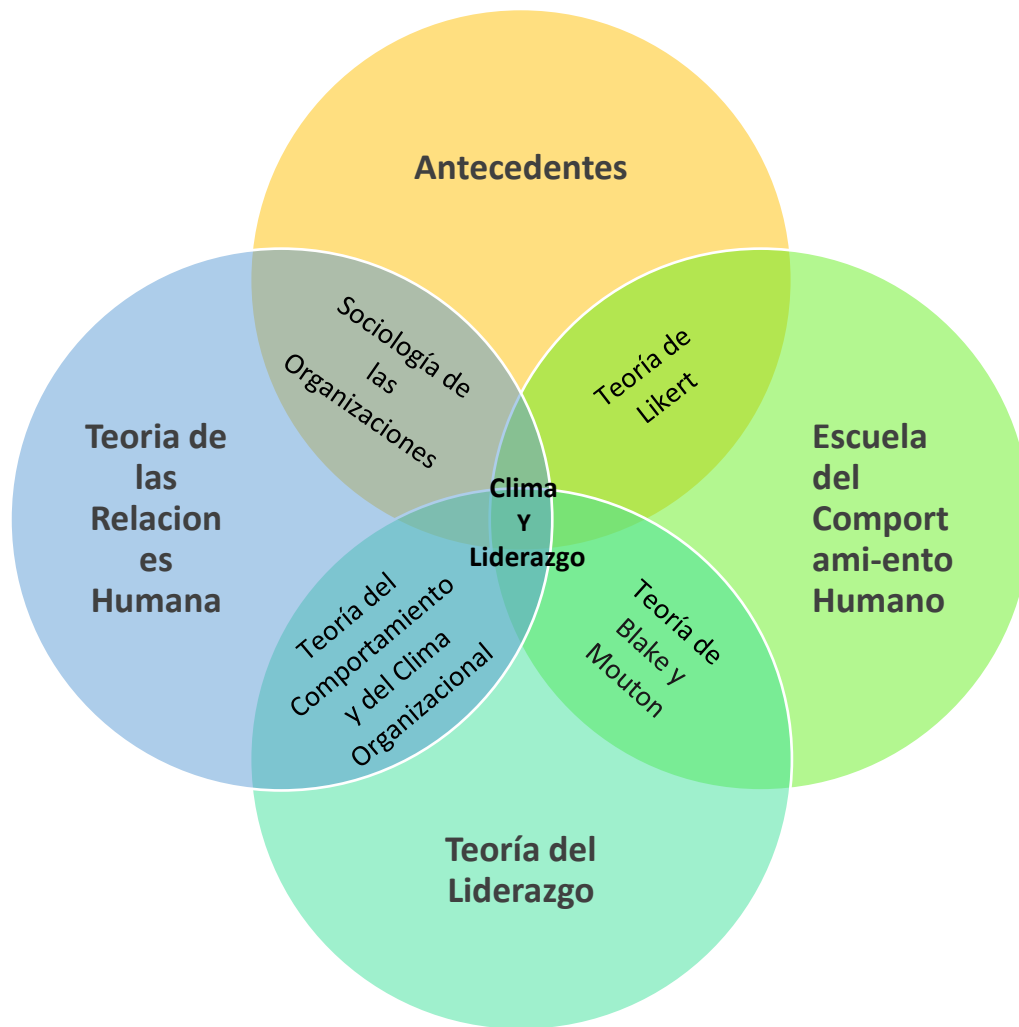 Antecedentes
Sociología de
las
Organizaciones
Teoría de
Likert
Teoria de
las
Relacion
es
Humana
Clima
Y
Liderazgo
Escuela
del
Comport
ami-ento
Humano
Teoría del
Comportamiento
y del Clima
Organizacional
Teoría de
Blake y
Mouton
Teoría del
Liderazgo